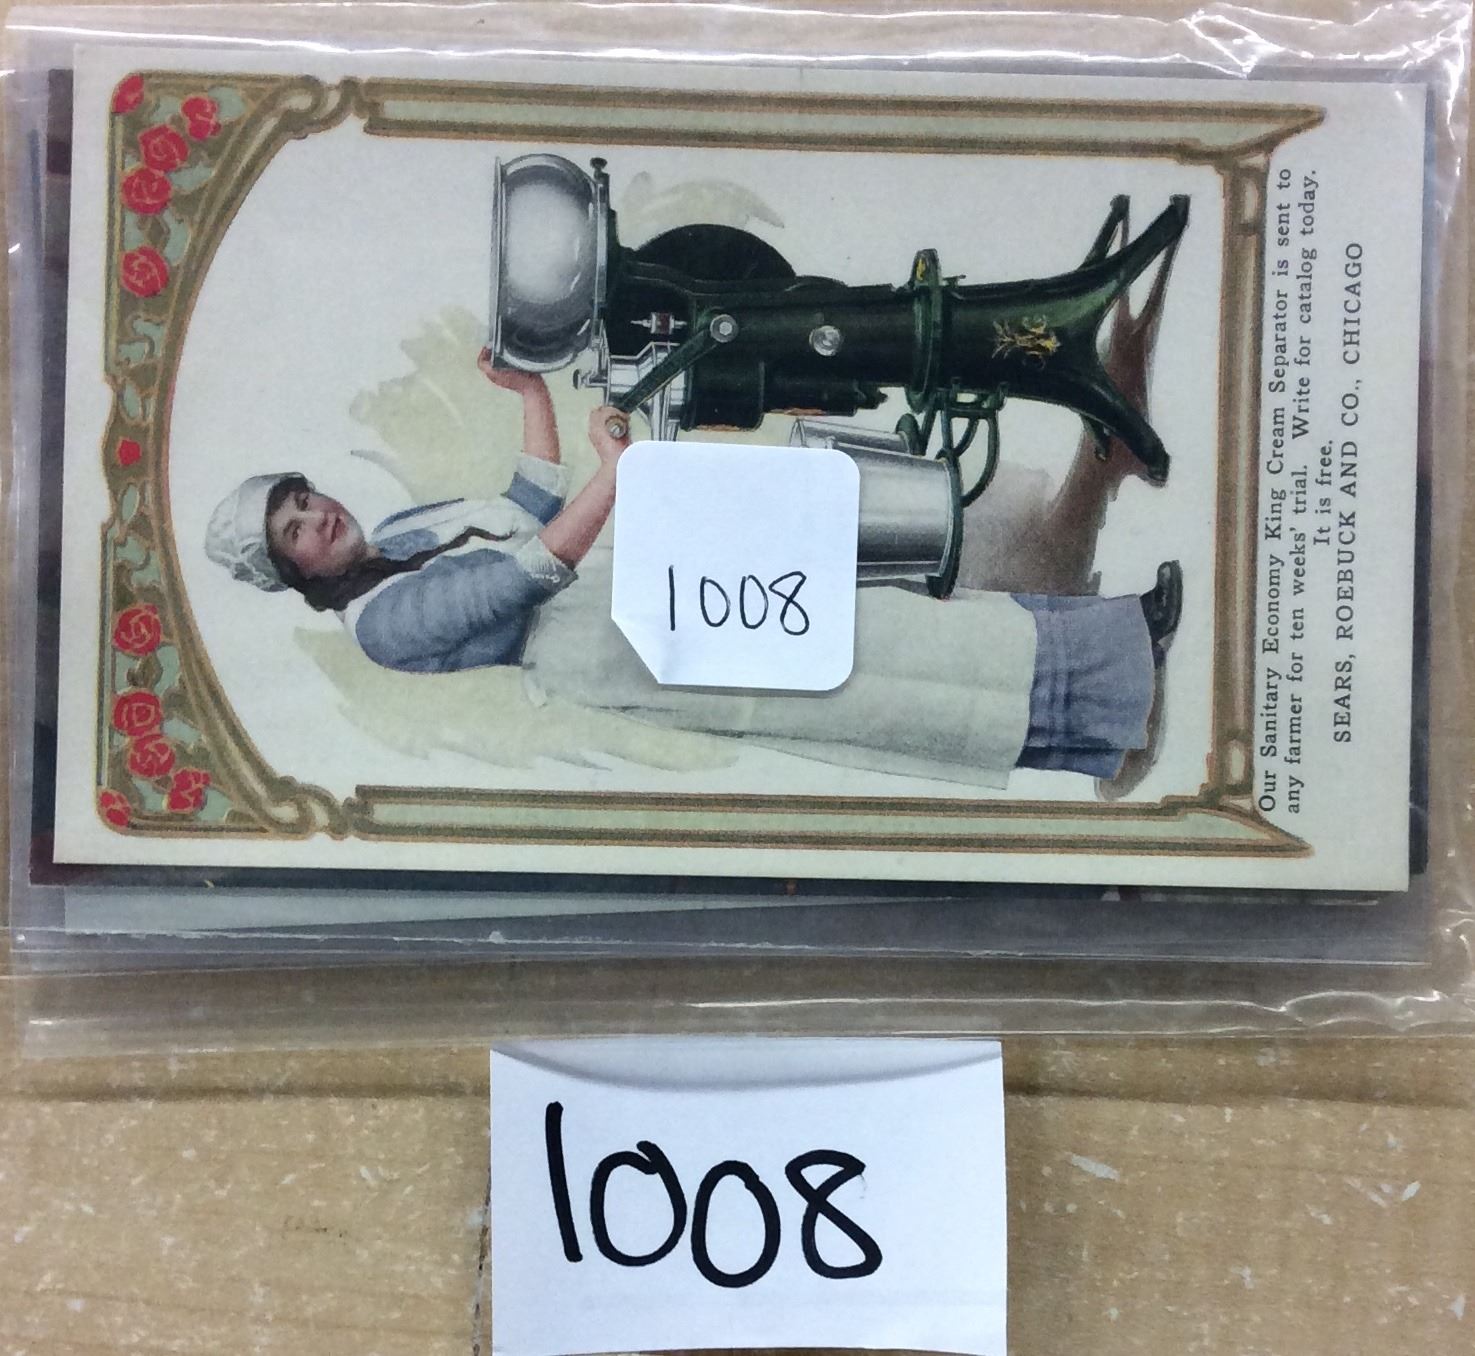 Our Sanitary Economy King Cream Separator is sent to
any farmer for ten weeks' trial. Write for catalog today.
It is free.
SEARS, ROEBUCK AND CO., CHICAGO
1008
1008